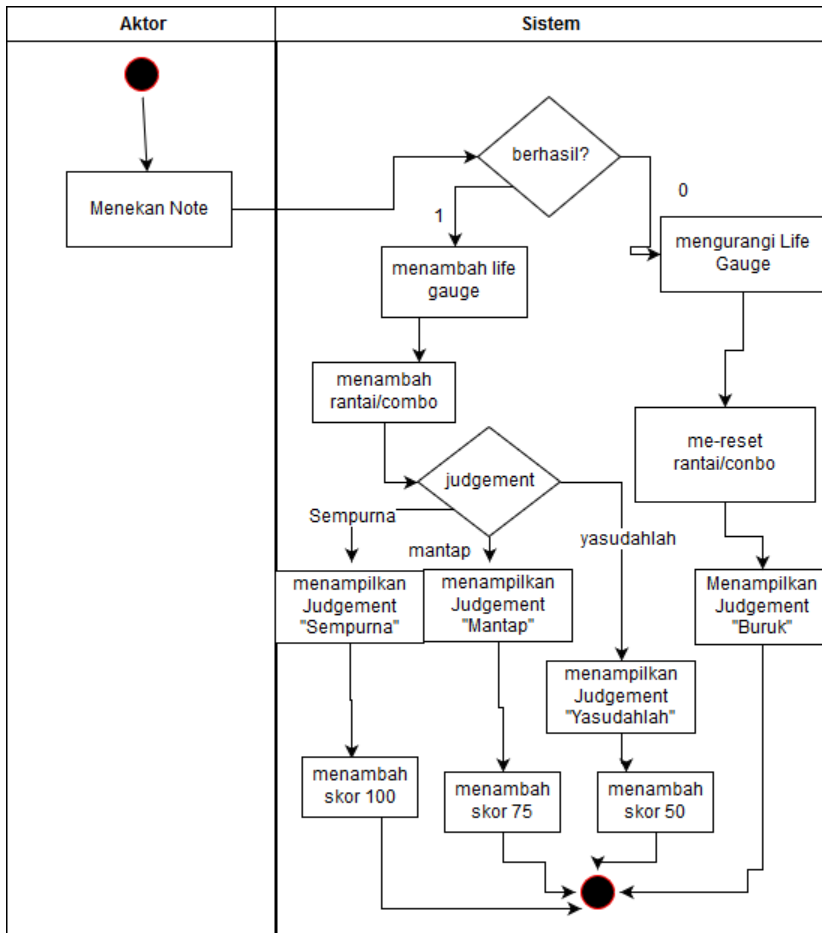 Aktor
Sistem
berhasil?
Menekan Note
0
1
mengurangi Life
Gauge
menambah life
gauge
menambah
rantai/combo
me-reset
rantai/conbo
judgement
Sempurna
mantap
yasudahlah
menampilkan
Judgement
"Sempurna"
menampilkan
Judgement
"Mantap"
Menampilkan
Judgement
"Buruk"
menampilkan
Judgement
"Yasudahlah"
menambah
skor 100
menambah
skor 75
menambah
skor 50